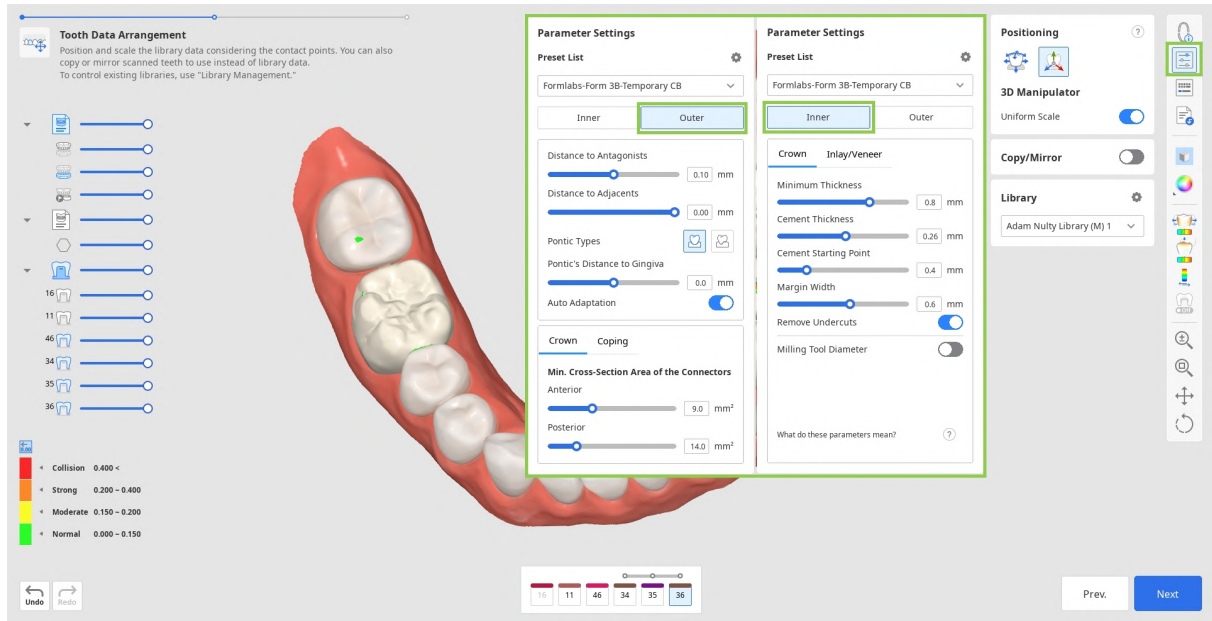 Tooth Data Arrangement
Position and scale the library data considering the contact points. You can also
copy or mirror scanned teeth to use instead of library data.
To control existing libraries, use "Library Management."
16
11
46
34
35
36
0.00
Collision 0.400 <
Strong 0.200 – 0.400
Moderate 0.150 – 0.200
Normal 0.000 – 0.150
Undo
Redo
Parameter Settings
Preset List
Formlabs-Form 3B-Temporary CB
Inner
Outer
Distance to Antagonists
0.10 mm
Distance to Adjacents
0.00 mm
Pontic Types
Pontic's Distance to Gingiva
0.0 mm
Auto Adaptation
Crown
Coping
Min. Cross-Section Area of the Connectors
Anterior
9.0 mm²
Posterior
14.0 mm²
Parameter Settings
Preset List
Formlabs-Form 3B-Temporary CB
Inner
Outer
Crown
Inlay/Veneer
Minimum Thickness
0.8 mm
Cement Thickness
0.26 mm
Cement Starting Point
0.4 mm
Margin Width
0.6 mm
Remove Undercuts
Milling Tool Diameter
What do these parameters mean? ?
Positioning ?
3D Manipulator
Uniform Scale
Copy/Mirror
Library
Adam Nulty Library (M) 1
16 11 46 34 35 36
Prev.
Next